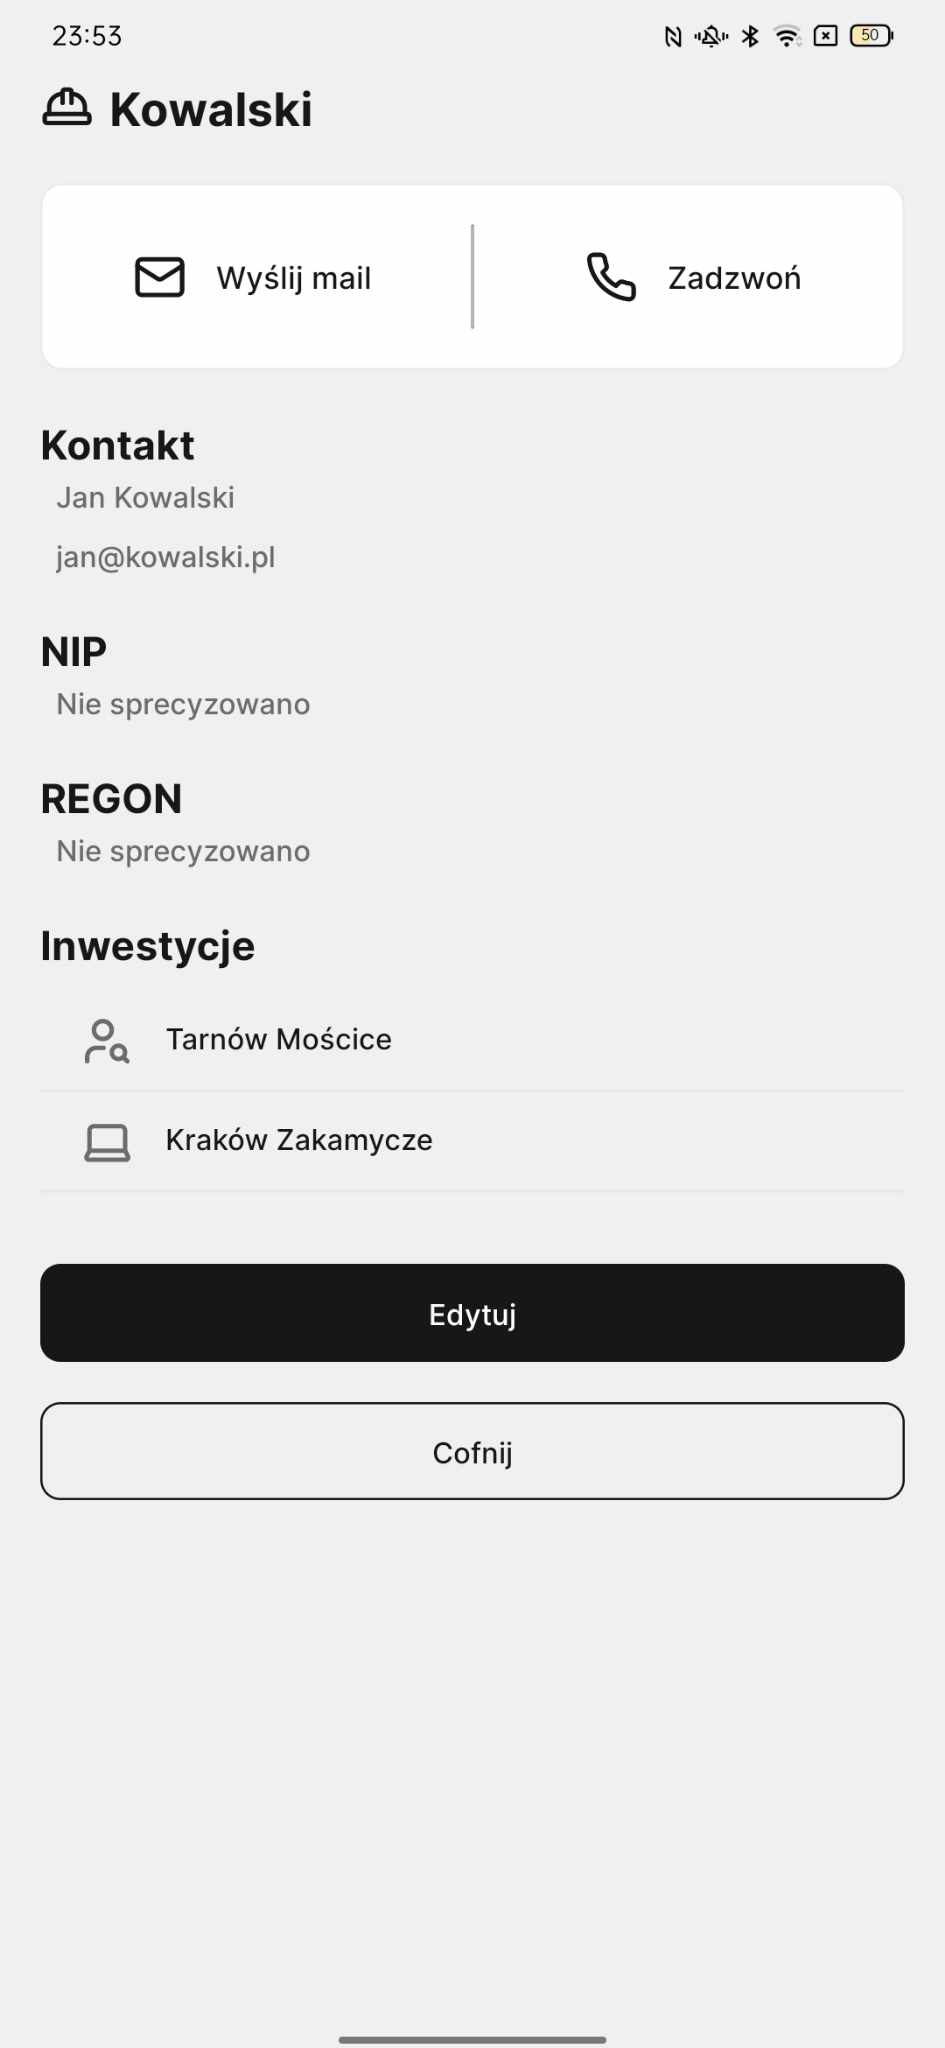 23:53
50
Kowalski
Wyślij mail
Zadzwoń
Kontakt
Jan Kowalski
jan@kowalski.pl
NIP
Nie sprecyzowano
REGON
Nie sprecyzowano
Inwestycje
Tarnów Mościce
Kraków Zakamycze
Edytuj
Cofnij